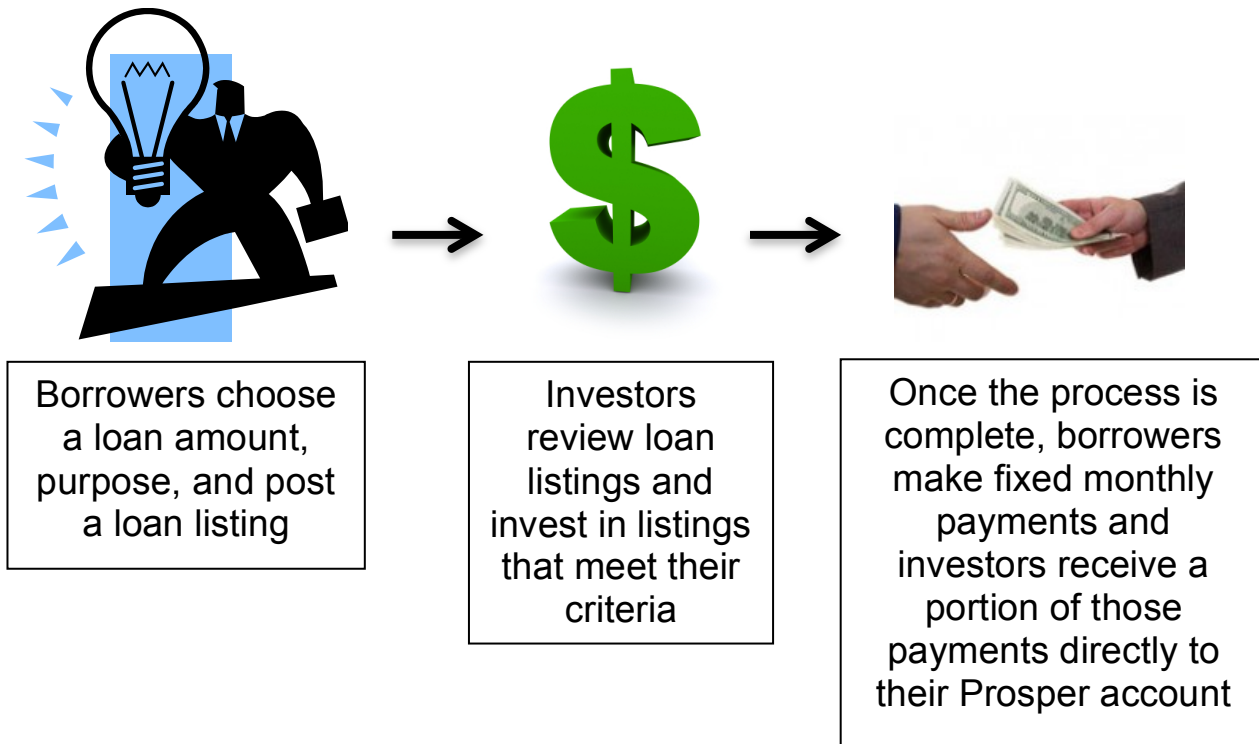 Borrowers choose
a loan amount,
purpose, and post
a loan listing
Investors
review loan
listings and
invest in listings
that meet their
criteria
Once the process is
complete, borrowers
make fixed monthly
payments and
investors receive a
portion of those
payments directly to
their Prosper account